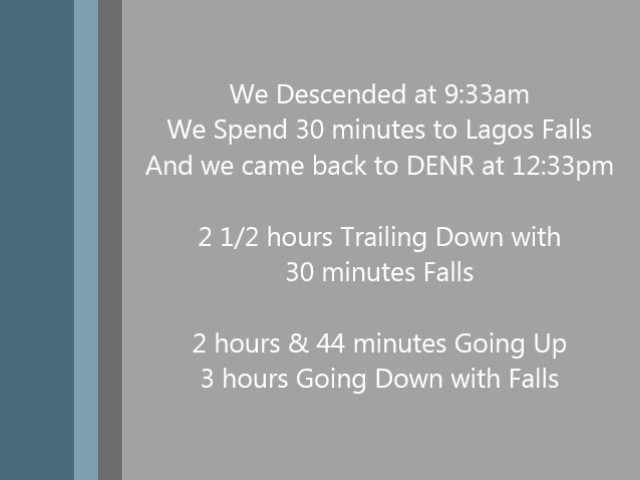 We Descended at 9:33am
We Spend 30 minutes to Lagos Falls
And we came back to DENR at 12:33pm
2 1/2 hours Trailing Down with
30 minutes Falls
2 hours & 44 minutes Going Up
3 hours Going Down with Falls